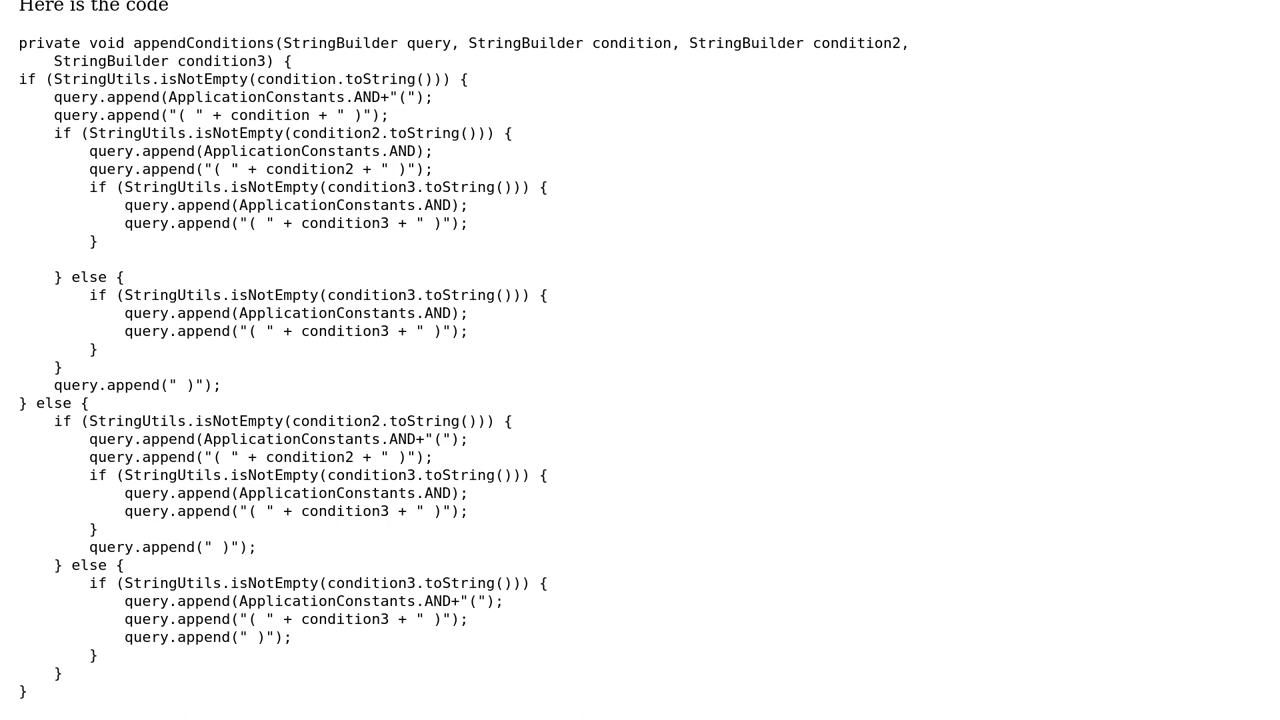 Here is the code
private void appendConditions(StringBuilder query, StringBuilder condition, StringBuilder condition2,
    StringBuilder condition3) {
if (StringUtils.isNotEmpty(condition.toString())) {
    query.append(ApplicationConstants.AND+"(");
    query.append("( " + condition + " )");
    if (StringUtils.isNotEmpty(condition2.toString())) {
        query.append(ApplicationConstants.AND);
        query.append("( " + condition2 + " )");
        if (StringUtils.isNotEmpty(condition3.toString())) {
            query.append(ApplicationConstants.AND);
            query.append("( " + condition3 + " )");
        }

    } else {
        if (StringUtils.isNotEmpty(condition3.toString())) {
            query.append(ApplicationConstants.AND);
            query.append("( " + condition3 + " )");
        }
    }
    query.append(" )");
} else {
    if (StringUtils.isNotEmpty(condition2.toString())) {
        query.append(ApplicationConstants.AND+"(");
        query.append("( " + condition2 + " )");
        if (StringUtils.isNotEmpty(condition3.toString())) {
            query.append(ApplicationConstants.AND);
            query.append("( " + condition3 + " )");
        }
        query.append(" )");
    } else {
        if (StringUtils.isNotEmpty(condition3.toString())) {
            query.append(ApplicationConstants.AND+"(");
            query.append("( " + condition3 + " )");
            query.append(" )");
        }
    }
}